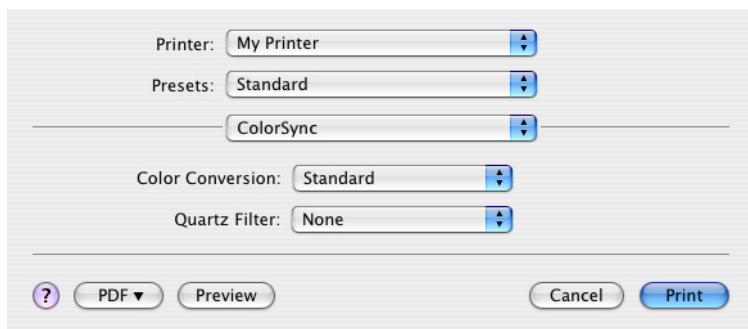 Printer: My Printer
Presets: Standard
ColorSync
Color Conversion: Standard
Quartz Filter: None
? PDF ▼ Preview Cancel Print